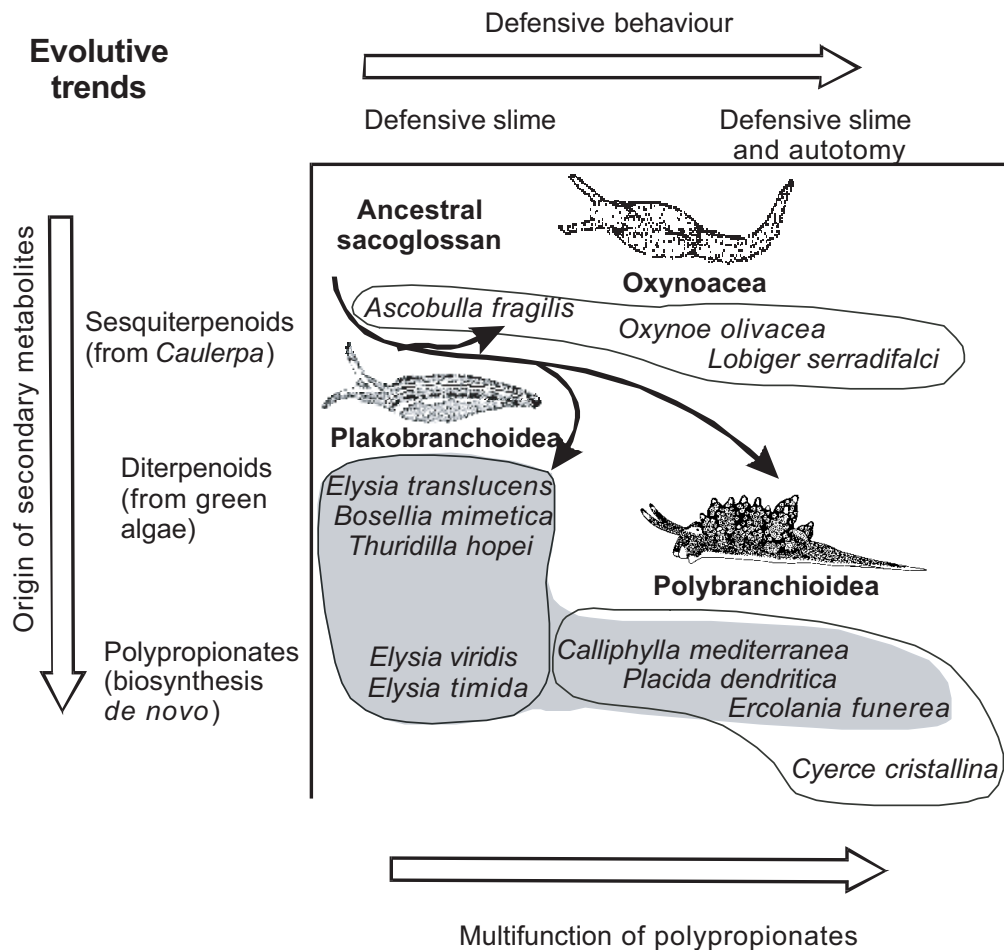 Evolutive
trends
Defensive behaviour
Defensive slime
Defensive slime
and autotomy
Origin of secondary metabolites
Ancestral
sacoglossan
Oxynoacea
Sesquiterpenoids
(from Caulerpa)
Ascobulla fragilis
Oxynoe olivacea
Lobiger serradifalci
Plakobranchoidea
Diterpenoids
(from green
algae)
Elysia translucens
Bosellia mimetica
Thuridilla hopei
Polybranchioidea
Polypropionates
(biosynthesis
de novo)
Elysia viridis
Elysia timida
Calliphylla mediterranea
Placida dendritica
Ercolania funerea
Cyerce cristallina
Multifunction of polypropionates